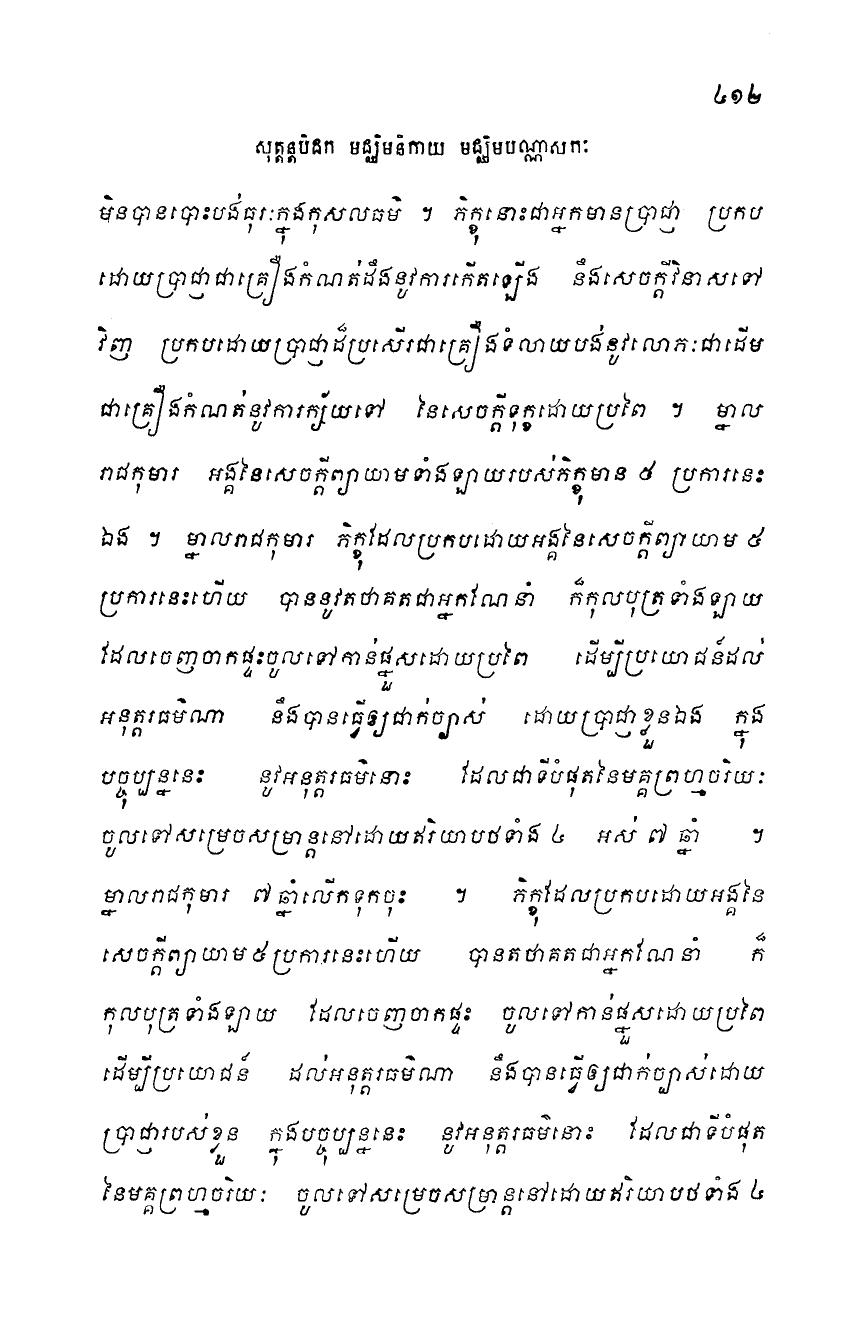 ៤១២
សុត្តន្តបិដក មជ្ឈិមនិកាយ មជ្ឈិមបណ្ណាសកៈ
មិនបានបោះបង់ធុរៈក្នុងកុសលធម៌ ។ ភិក្ខុនោះជាអ្នកមានប្រាជ្ញា ប្រកប
ដោយប្រាជ្ញាជាគ្រឿងកំណត់ដឹងនូវការកើតឡើង នឹងសេចក្តីវិនាសទៅ
វិញ ប្រកបដោយប្រាជ្ញាដ៏ប្រសើរជាគ្រឿងទំលាយបង់នូវលោភៈជាដើម
ជាគ្រឿងកំណត់នូវការក្ស័យទៅ នៃសេចក្តីទុក្ខដោយប្រពៃ ។ ម្នាល
រាជកុមារ អង្គនៃសេចក្តីព្យាយាមទាំងឡាយរបស់ភិក្ខុមាន ៥ ប្រការនេះ
ឯង ។ ម្នាលរាជកុមារ ភិក្ខុដែលប្រកបដោយអង្គនៃសេចក្តីព្យាយាម ៥
ប្រការនេះហើយ បាននូវតថាគតជាអ្នកណែនាំ ក៏កុលបុត្រទាំងឡាយ
ដែលចេញចាកផ្ទះចូលទៅកាន់ផ្នួសដោយប្រពៃ ដើម្បីប្រយោជន៍ដល់
អនុត្តរធម៌ណា នឹងបានធ្វើឲ្យជាក់ច្បាស់ ដោយប្រាជ្ញាខ្លួនឯង ក្នុង
បច្ចុប្បន្ននេះ នូវអនុត្តរធម៌នោះ ដែលជាទីបំផុតនៃមគ្គព្រហ្មចរិយៈ
ចូលទៅសម្រេចសម្រាន្តនៅដោយឥរិយាបថទាំង ៤ អស់ ៧ ឆ្នាំ ។
ម្នាលរាជកុមារ ៧ ឆ្នាំលើកទុកចុះ ។ ភិក្ខុដែលប្រកបដោយអង្គនៃ
សេចក្តីព្យាយាម៥ប្រការនេះហើយ បានតថាគតជាអ្នកណែនាំ ក៏
កុលបុត្រទាំងឡាយ ដែលចេញចាកផ្ទះ ចូលទៅកាន់ផ្នួសដោយប្រពៃ
ដើម្បីប្រយោជន៍ ដល់អនុត្តរធម៌ណា នឹងបានធ្វើឲ្យជាក់ច្បាស់ដោយ
ប្រាជ្ញារបស់ខ្លួន ក្នុងបច្ចុប្បន្ននេះ នូវអនុត្តរធម៌នោះ ដែលជាទីបំផុត
នៃមគ្គព្រហ្មចរិយៈ ចូលទៅសម្រេចសម្រាន្តនៅដោយឥរិយាបថទាំង ៤